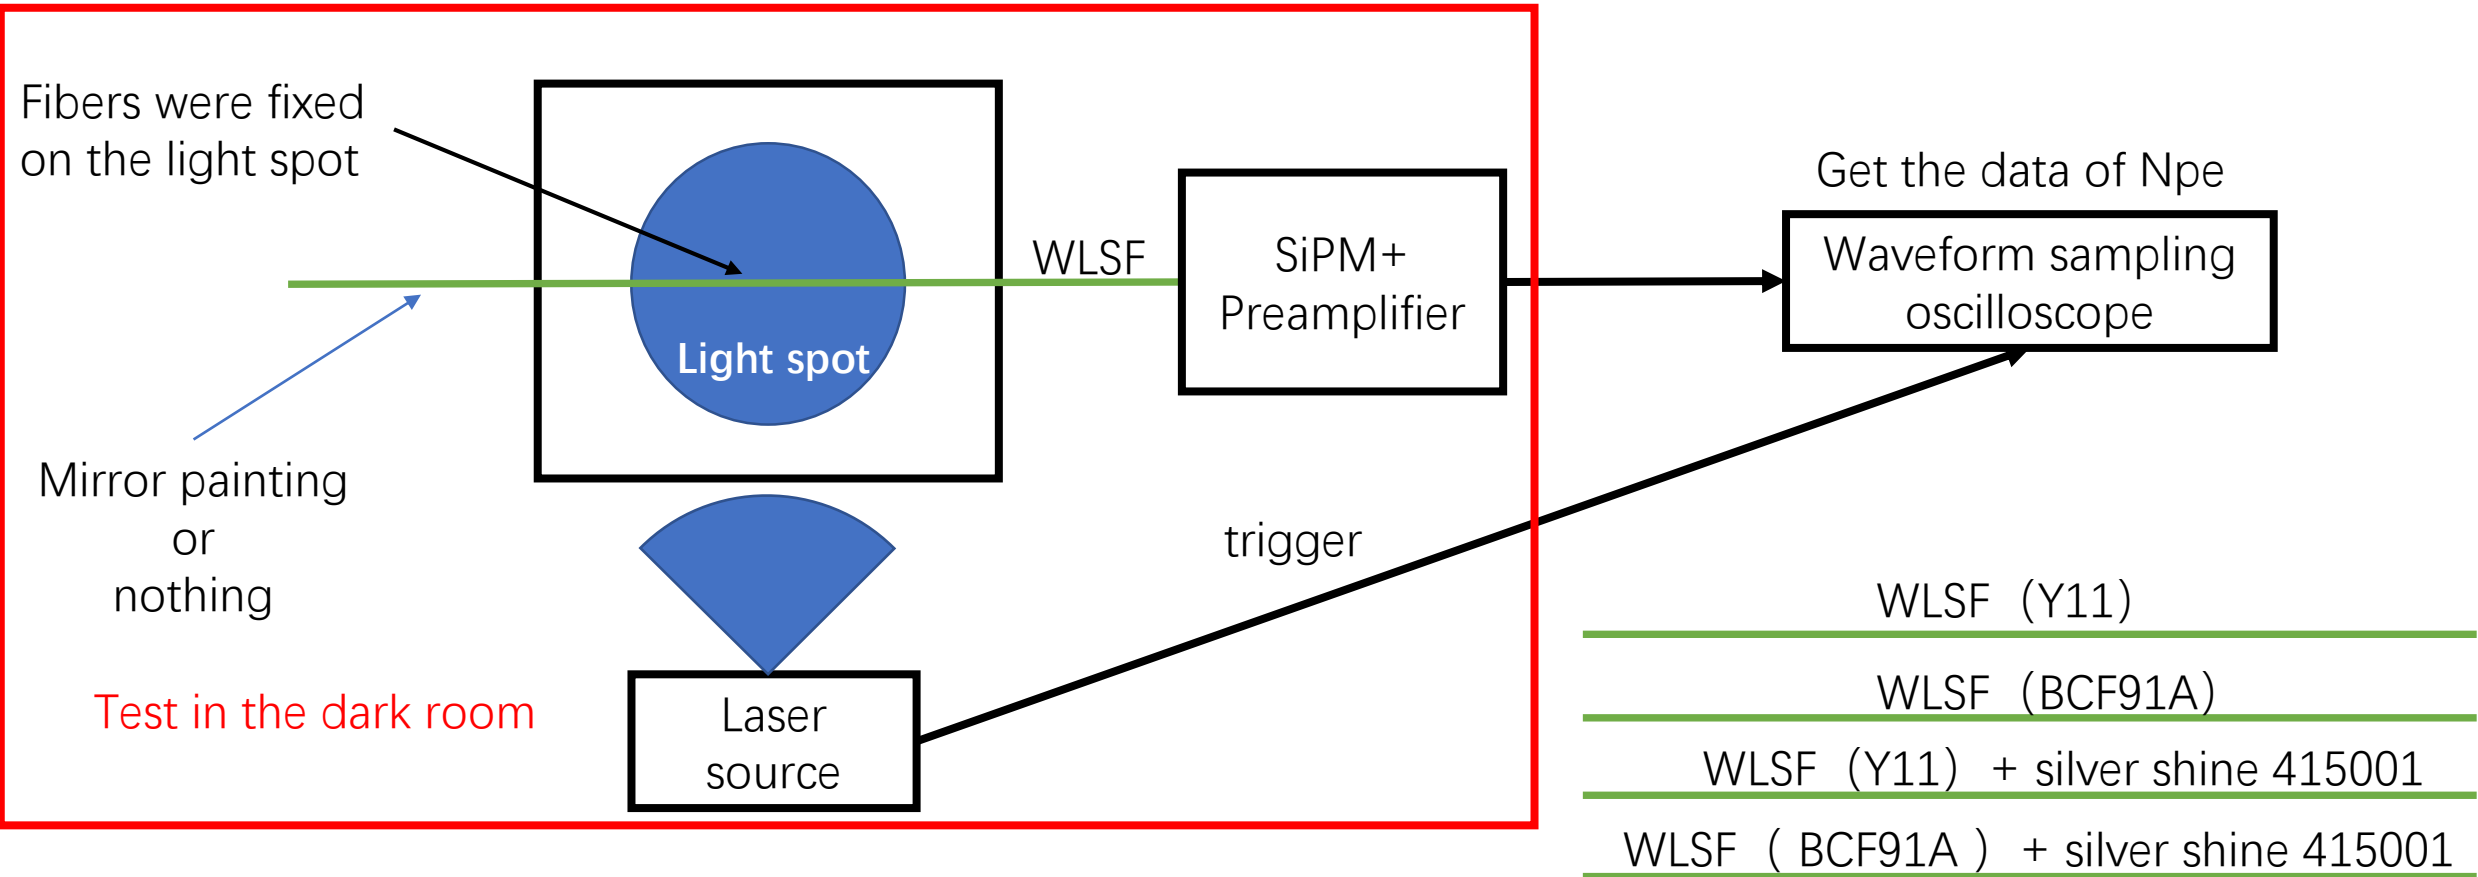 Fibers were fixed
on the light spot
Get the data of Npe
WLSF
SiPM+
Preamplifier
Waveform sampling
oscilloscope
Light spot
Mirror painting
or
nothing
trigger
Test in the dark room
Laser
source
WLSF（Y11）
WLSF（BCF91A）
WLSF（Y11）+ silver shine 415001
WLSF（ BCF91A ）+ silver shine 415001